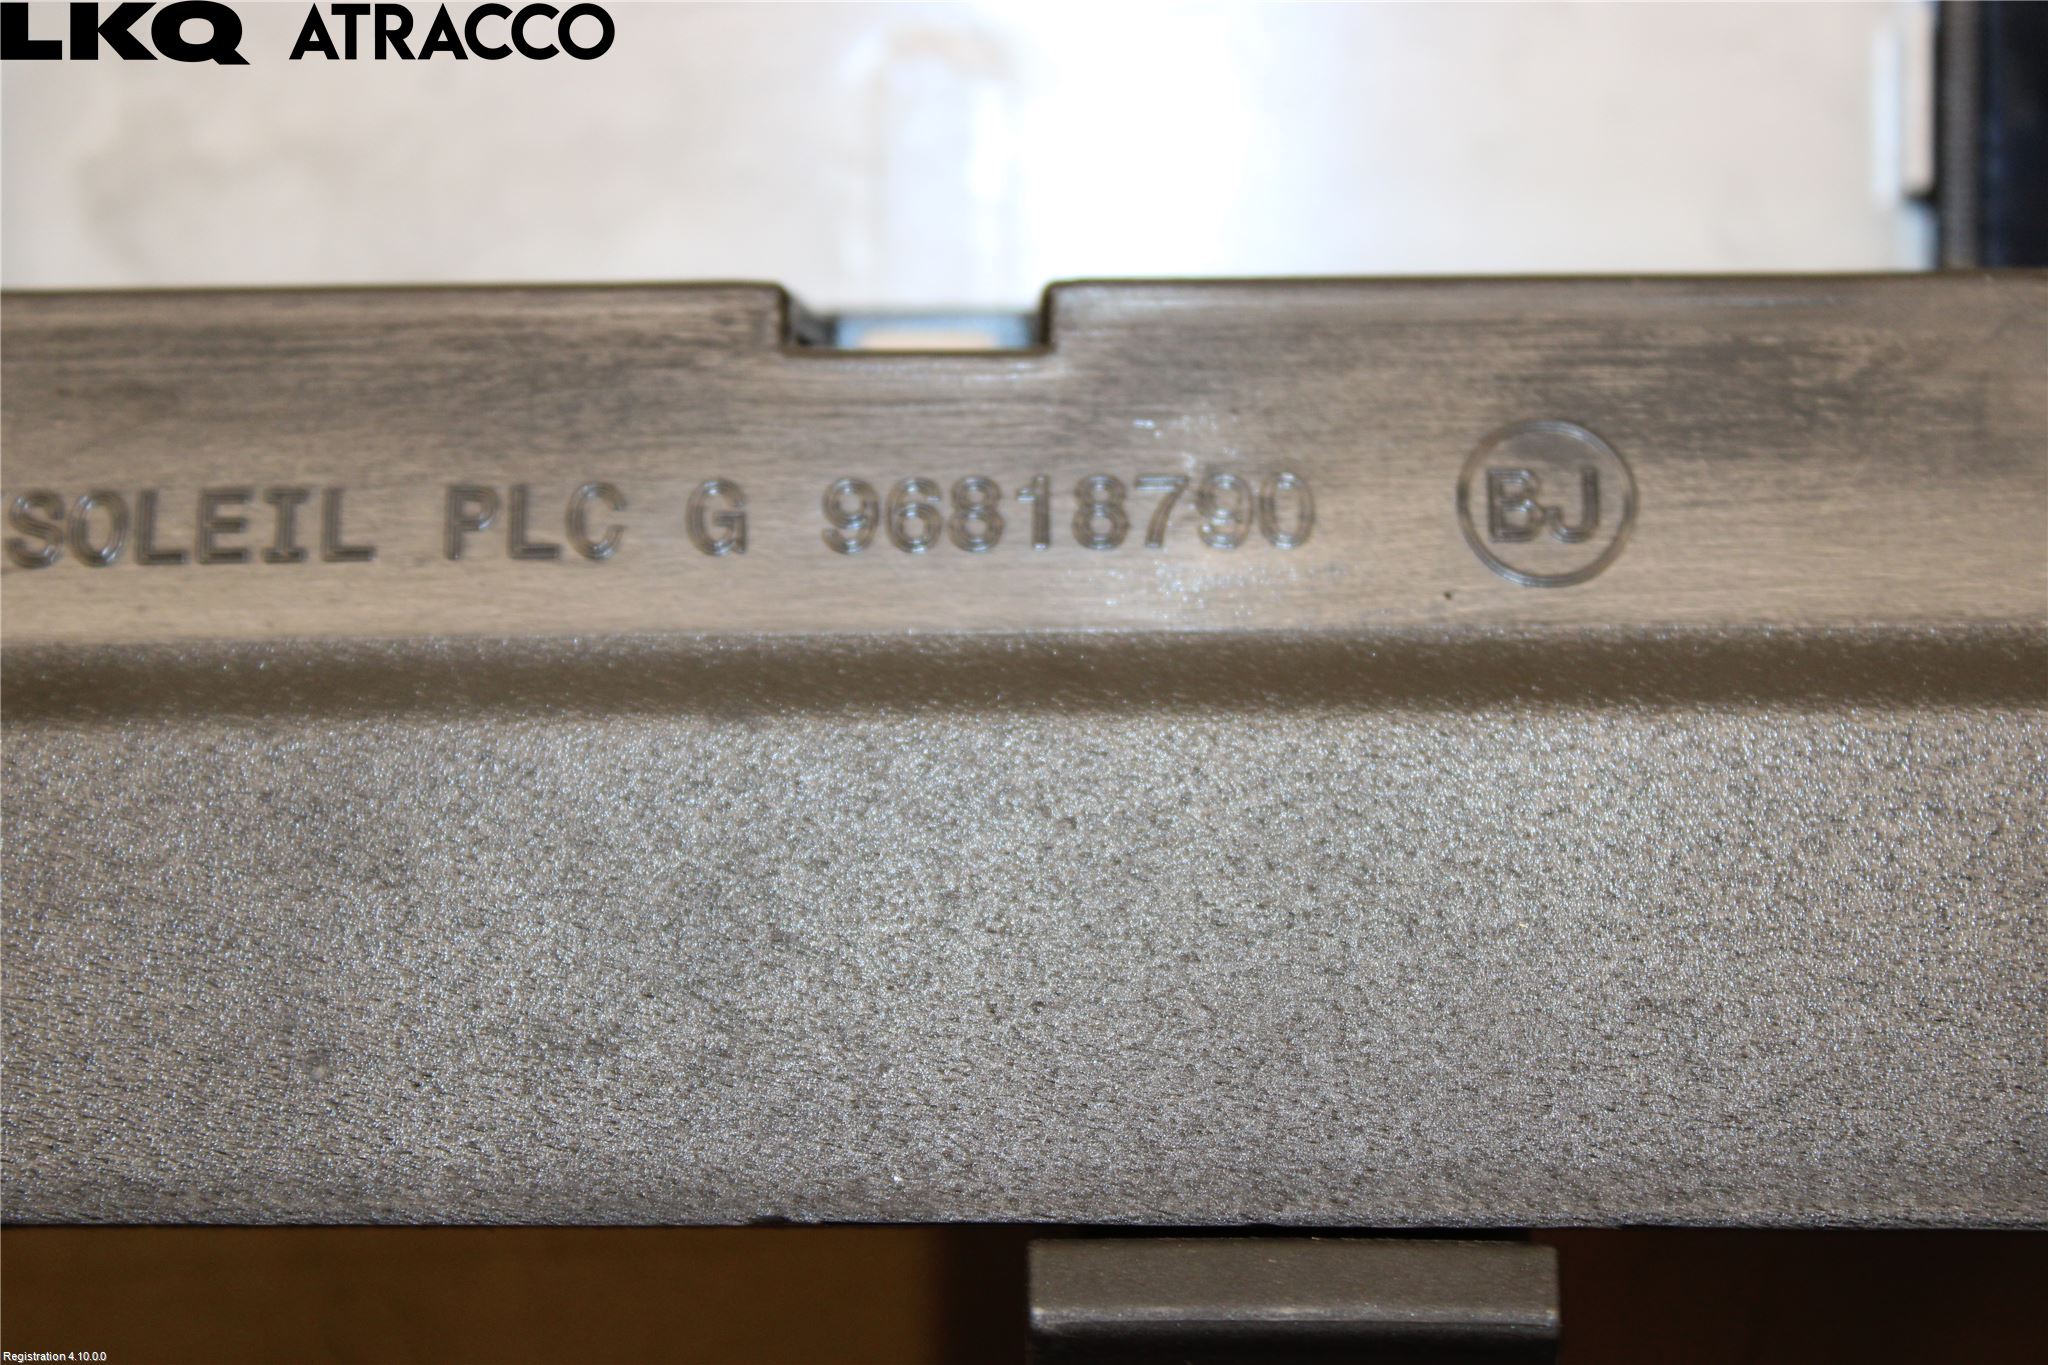 LKQ ATRACCO
SOLEIL PLC G 96818790 BJ
Registration 4.10.0.0